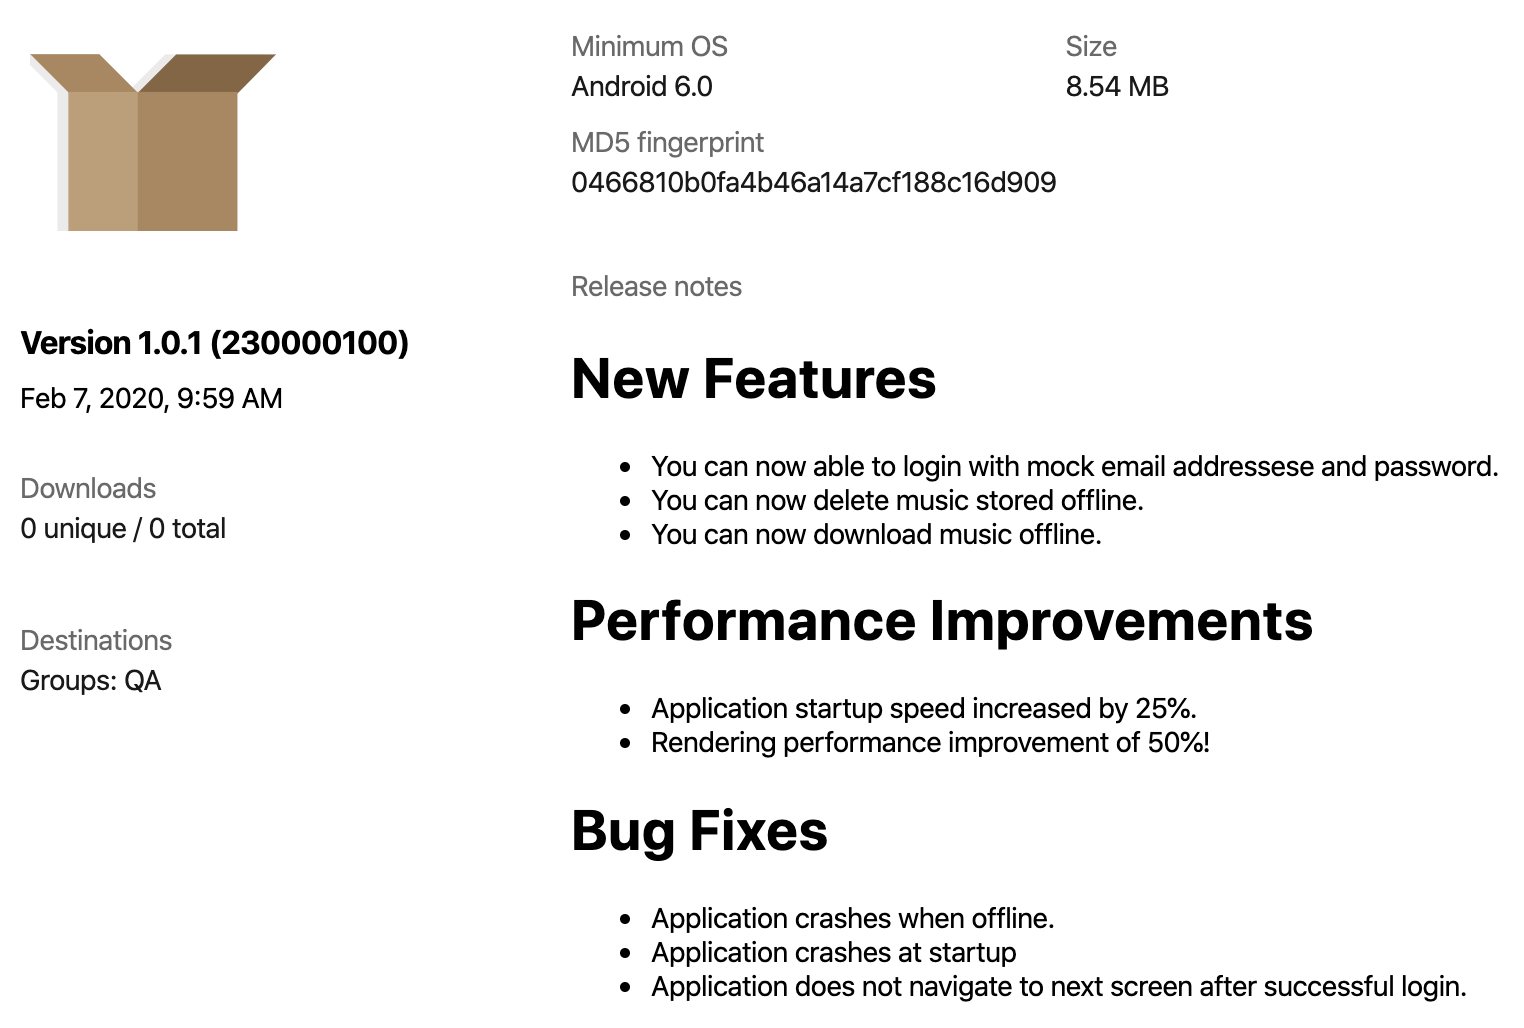 Minimum OS
Android 6.0
Size
8.54 MB
MD5 fingerprint
0466810b0fa4b46a14a7cf188c16d909
Version 1.0.1 (230000100)
Feb 7, 2020, 9:59 AM
Downloads
0 unique / 0 total
Destinations
Groups: QA
Release notes
New Features
• You can now able to login with mock email addressese and password.
• You can now delete music stored offline.
• You can now download music offline.
Performance Improvements
• Application startup speed increased by 25%.
• Rendering performance improvement of 50%!
Bug Fixes
• Application crashes when offline.
• Application crashes at startup
• Application does not navigate to next screen after successful login.